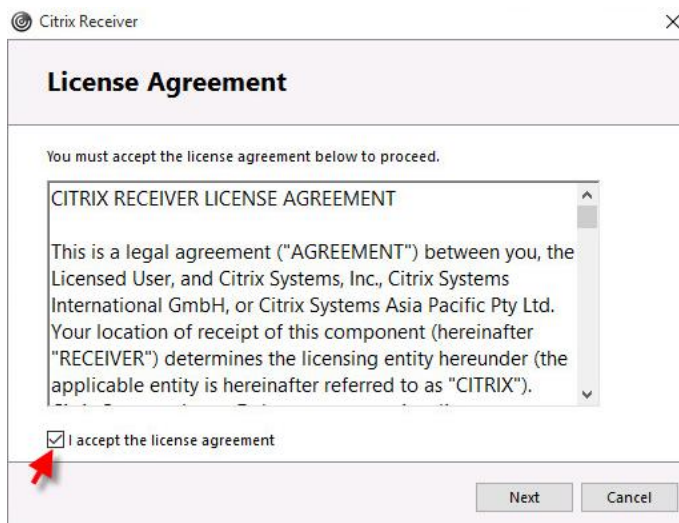 Citrix Receiver
License Agreement
You must accept the license agreement below to proceed.
CITRIX RECEIVER LICENSE AGREEMENT
This is a legal agreement ("AGREEMENT") between you, the
Licensed User, and Citrix Systems, Inc., Citrix Systems
International GmbH, or Citrix Systems Asia Pacific Pty Ltd.
Your location of receipt of this component (hereinafter
"RECEIVER") determines the licensing entity hereunder (the
applicable entity is hereinafter referred to as "CITRIX").
I accept the license agreement
Next
Cancel